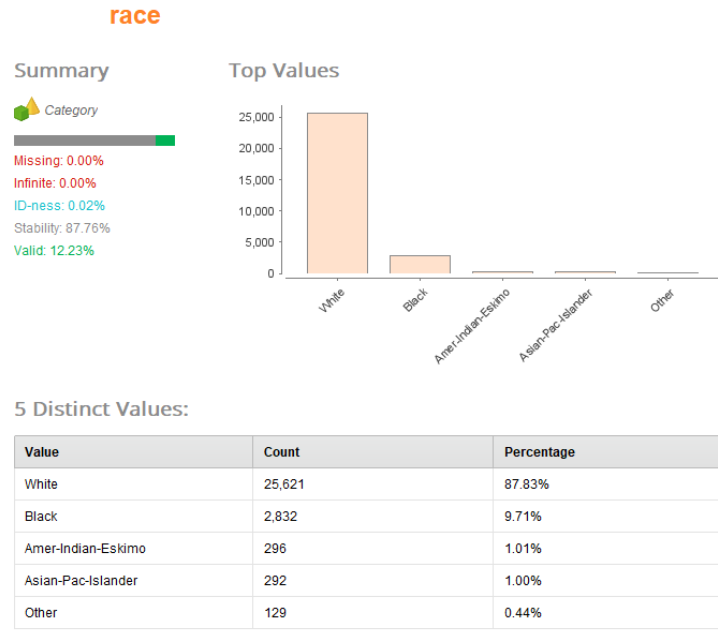 race
Summary
Top Values
Category
Missing: 0.00%
Infinite: 0.00%
ID-ness: 0.02%
Stability: 87.76%
Valid: 12.23%
25,000
20,000
15,000
10,000
5,000
0
White
Black
Amer-Indian-Eskimo
Asian-Pac-Islander
Other
5 Distinct Values:
Value Count Percentage
White 25,621 87.83%
Black 2,832 9.71%
Amer-Indian-Eskimo 296 1.01%
Asian-Pac-Islander 292 1.00%
Other 129 0.44%